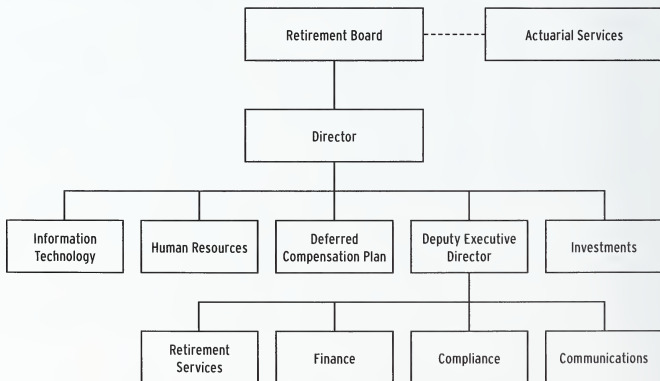 Retirement Board
Actuarial Services
Director
Information
Technology
Human Resources
Deferred
Compensation Plan
Deputy Executive
Director
Investments
Retirement
Services
Finance
Compliance
Communications